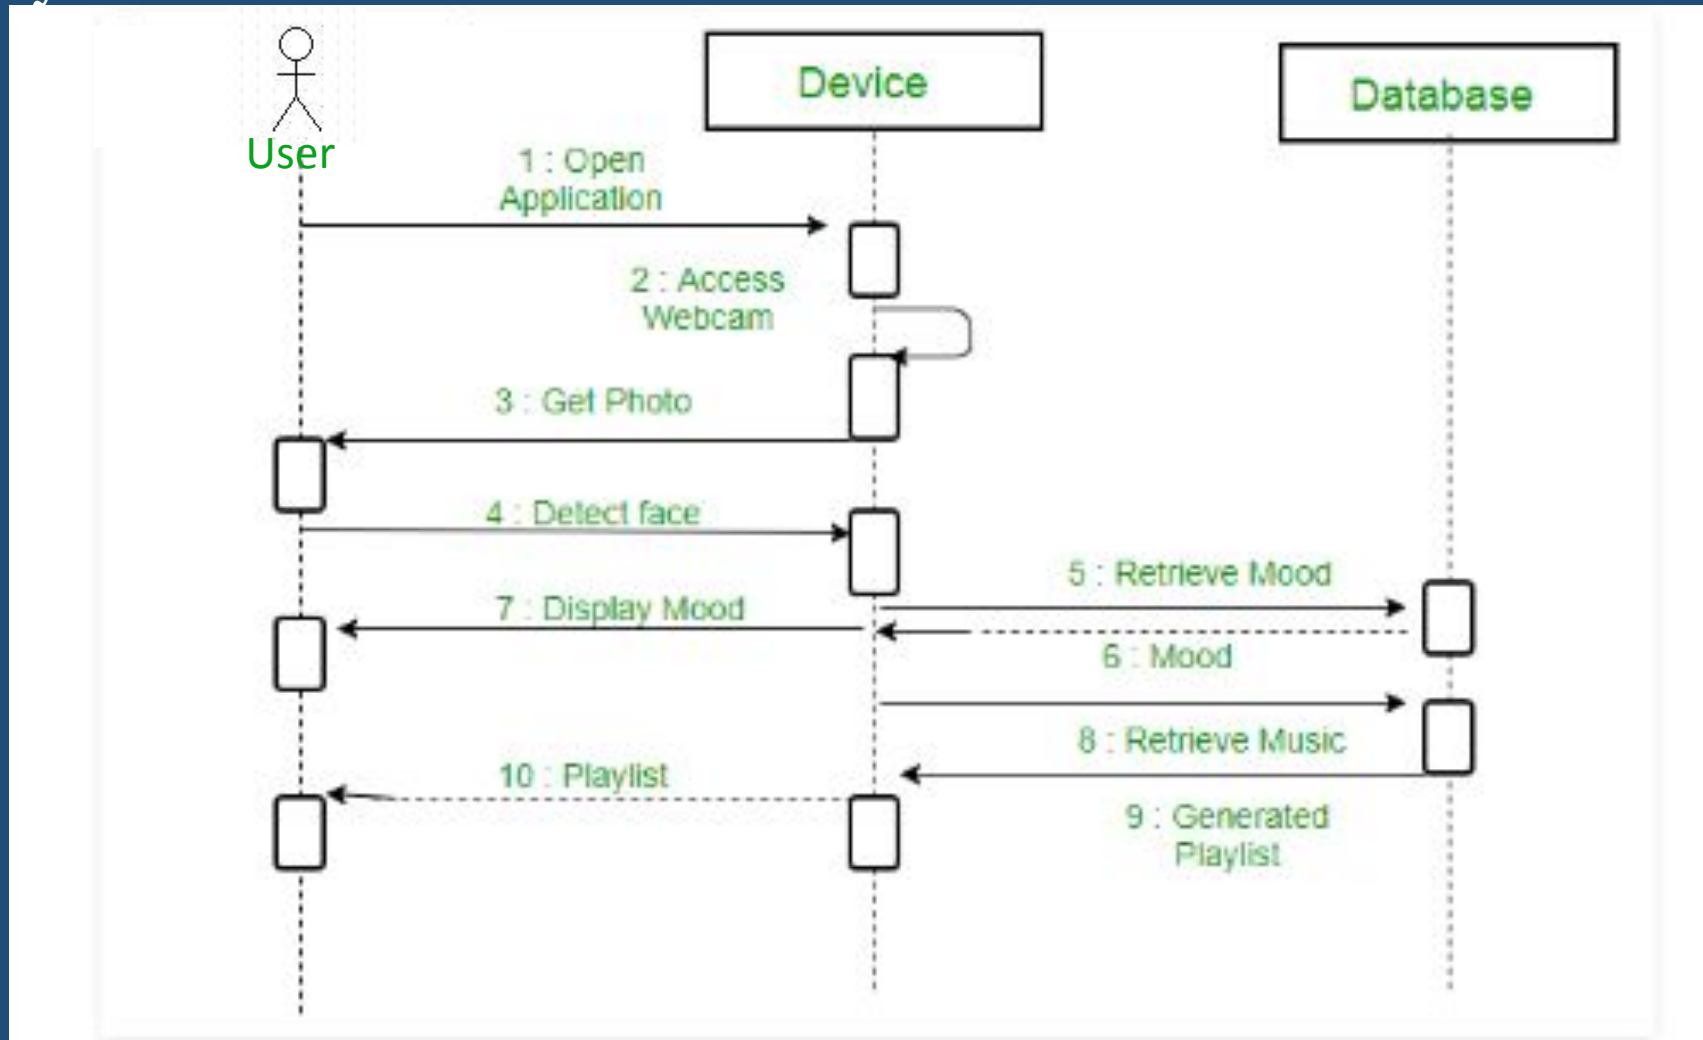 Device
Database
User
1 : Open
Application
2 : Access
Webcam
3 : Get Photo
4 : Detect face
5 : Retrieve Mood
7 : Display Mood
6 : Mood
8 : Retrieve Music
10 : Playlist
9 : Generated
Playlist